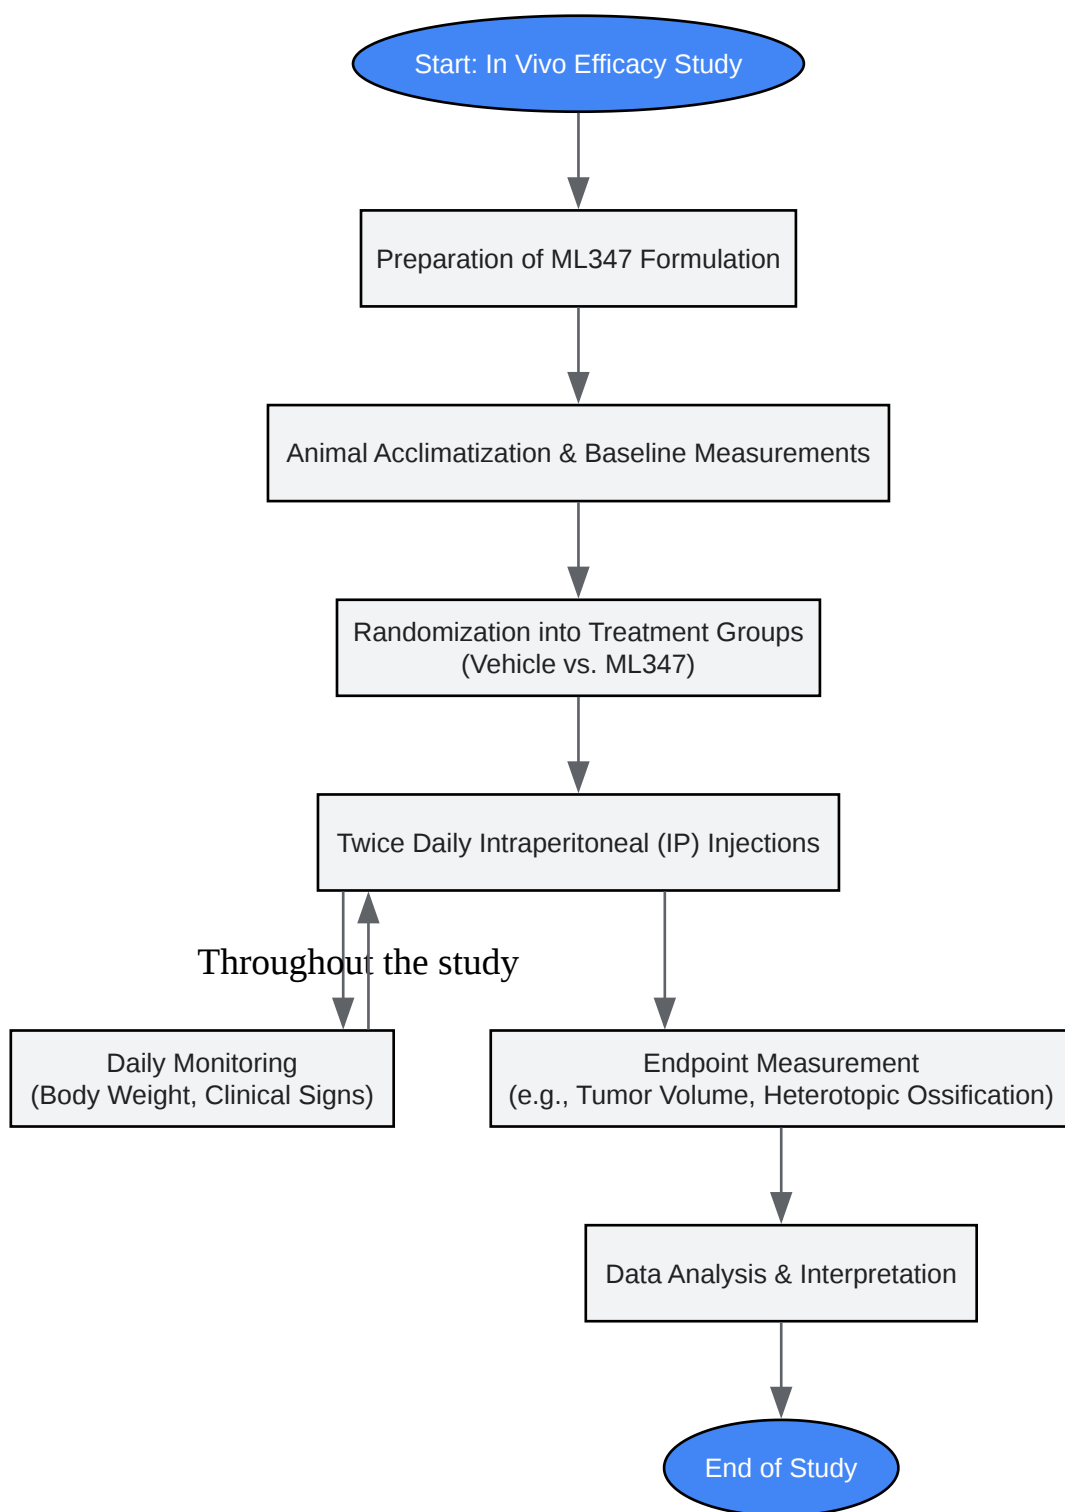 Start: In Vivo Efficacy Study
Preparation of ML347 Formulation
Animal Acclimatization & Baseline Measurements
Randomization into Treatment Groups
(Vehicle vs. ML347)
Twice Daily Intraperitoneal (IP) Injections
Throughout the study
Daily Monitoring
(Body Weight, Clinical Signs)
Endpoint Measurement
(e.g., Tumor Volume, Heterotopic Ossification)
Data Analysis & Interpretation
End of Study